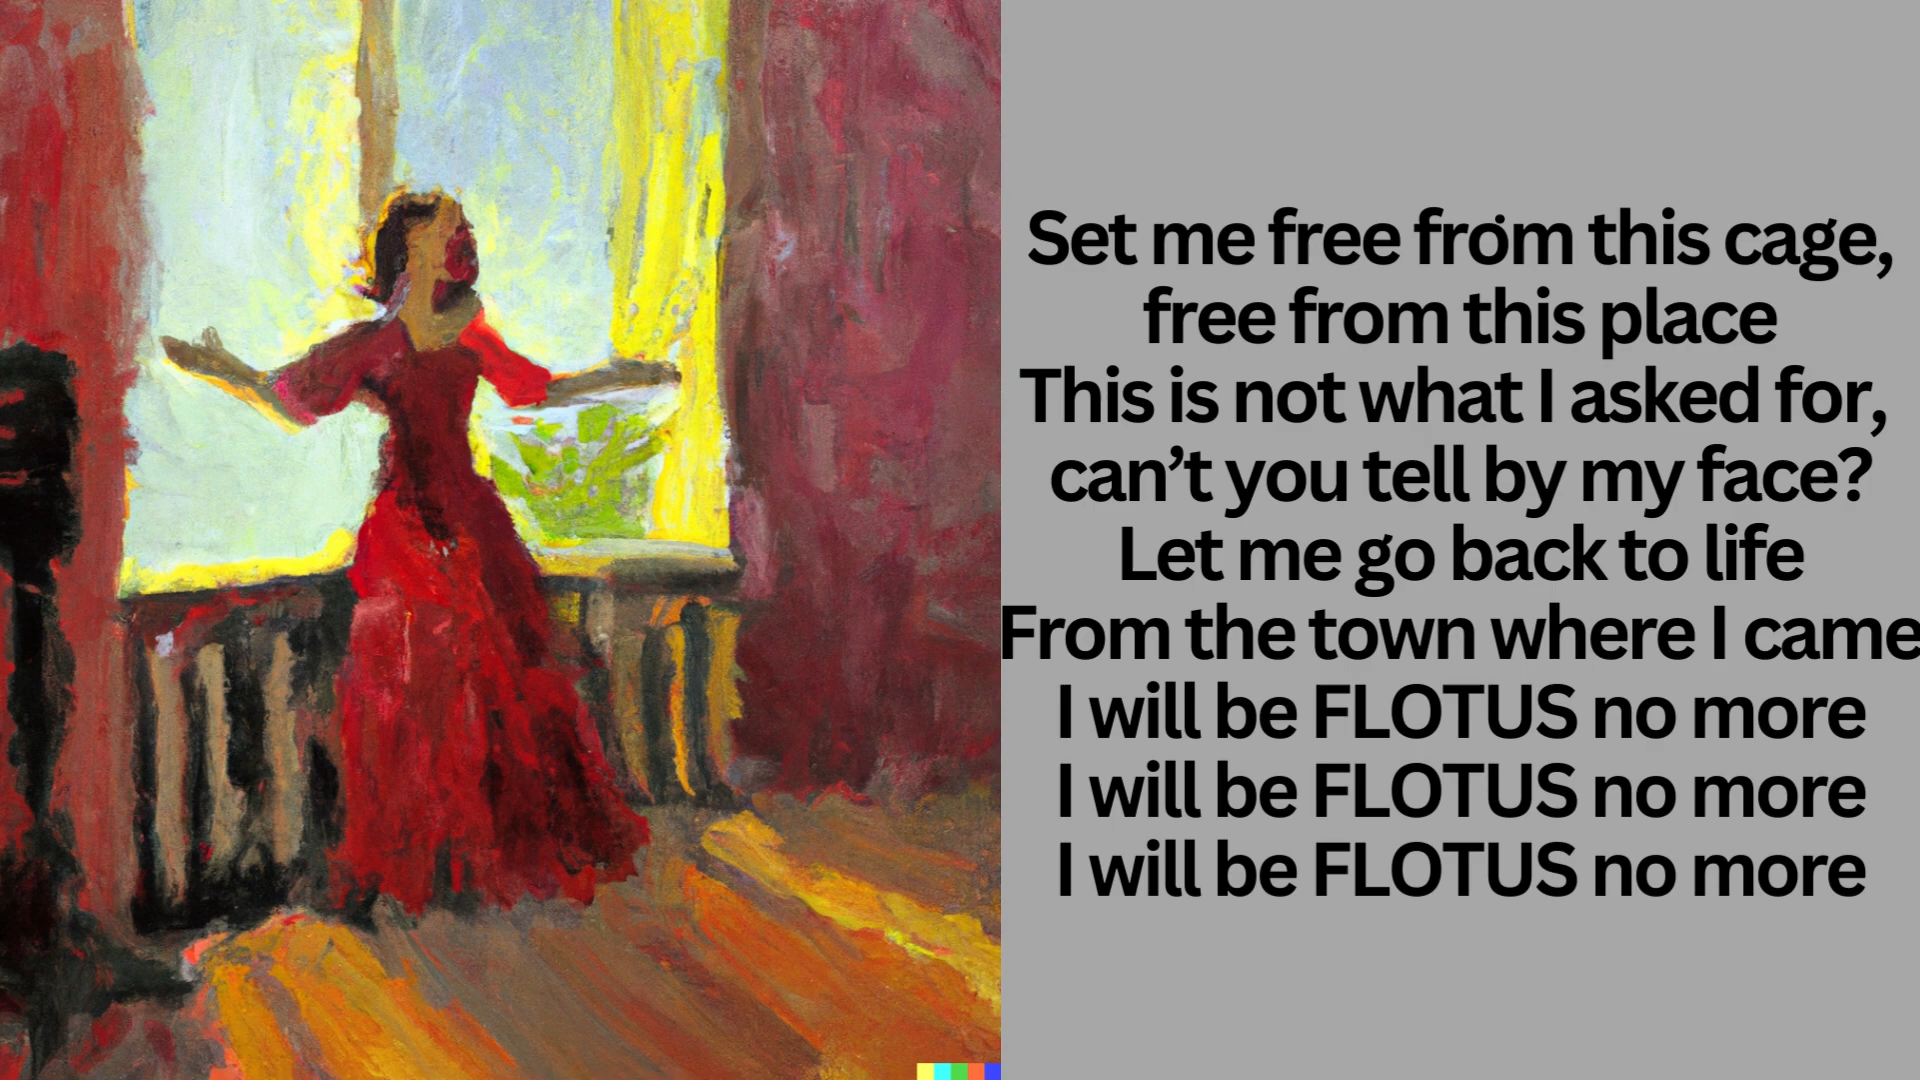 Set me free from this cage,
free from this place
This is not what I asked for,
can’t you tell by my face?
Let me go back to life
From the town where I came
I will be FLOTUS no more
I will be FLOTUS no more
I will be FLOTUS no more